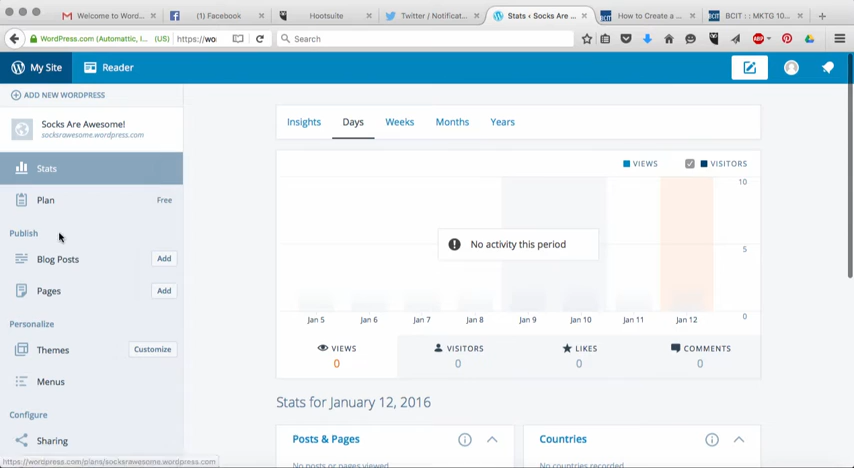 Welcome to Word...
(1) Facebook
Hootsuite
Twitter / Notificat...
Stats ‹ Socks Are ...
How to Create a ...
BCIT : : MKTG 10...
WordPress.com (Automattic, I... (US)
https://wo
Search
My Site
Reader
ADD NEW WORDPRESS
Socks Are Awesome!
socksrawesome.wordpress.com
Stats
Plan
Free
Publish
Blog Posts
Add
Pages
Add
Personalize
Themes
Customize
Menus
Configure
Sharing
https://wordpress.com/plans/socksrawesome.wordpress.com
Insights
Days
Weeks
Months
Years
VIEWS
VISITORS
10
No activity this period
5
0
Jan 5
Jan 6
Jan 7
Jan 8
Jan 9
Jan 10
Jan 11
Jan 12
VIEWS
VISITORS
LIKES
COMMENTS
0
0
0
0
Stats for January 12, 2016
Posts & Pages
Countries
No posts or pages viewed
No countries recorded